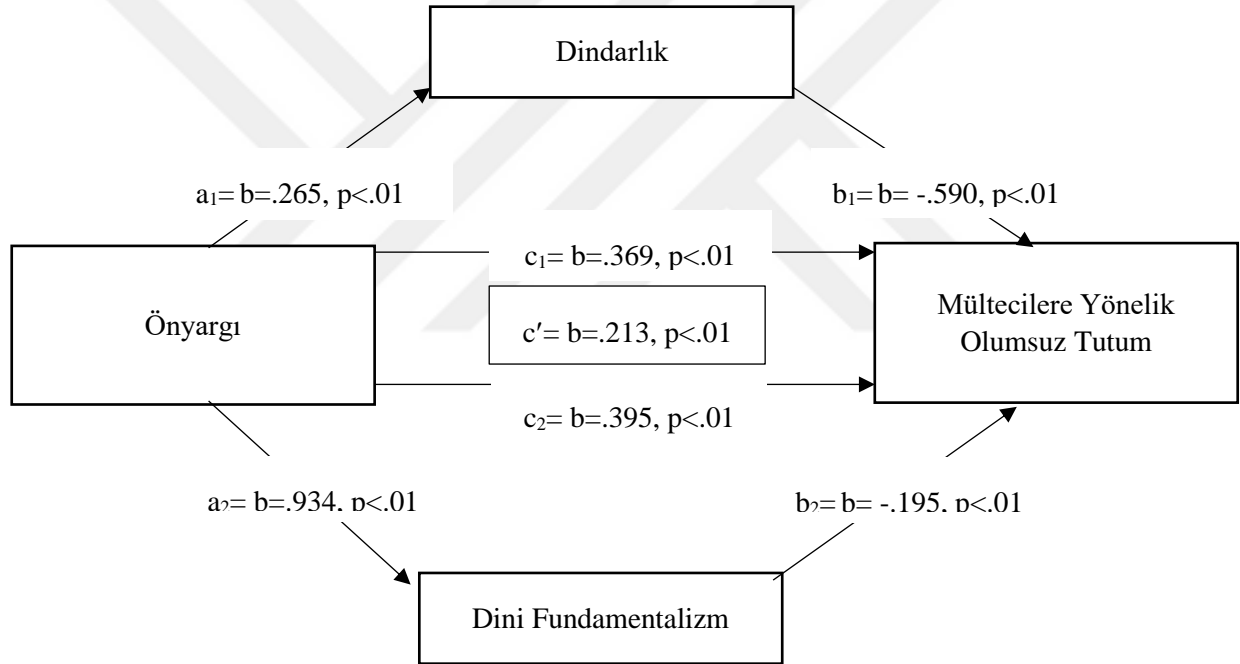 Dindarlık
a₁= b=.265, p<.01
b₁= b= -.590, p<.01
c₁= b=.369, p<.01
Önyargı
c′= b=.213, p<.01
Mültecilere Yönelik
Olumsuz Tutum
c₂= b=.395, p<.01
a₂= b=.934, p<.01
b₂= b= -.195, p<.01
Dini Fundamentalizm